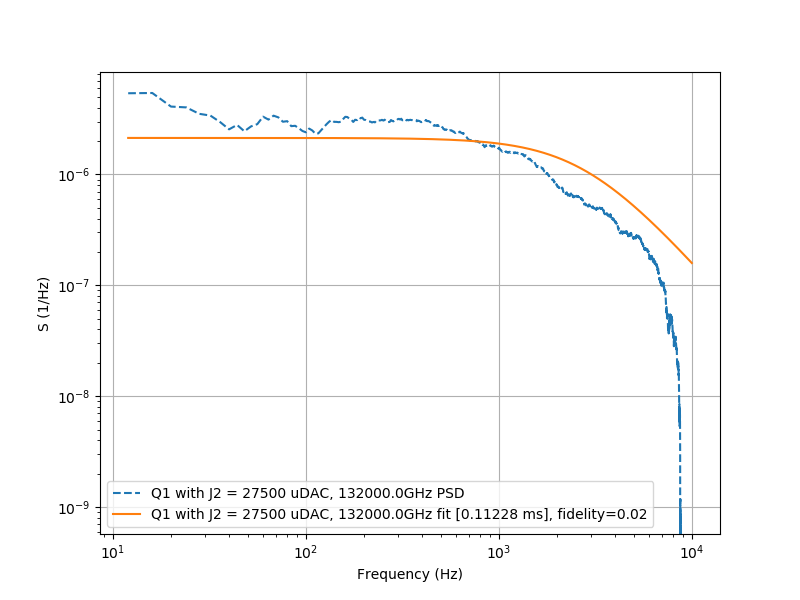 S (1/Hz)
10⁻⁶
10⁻⁷
10⁻⁸
10⁻⁹
Q1 with J2 = 27500 uDAC, 132000.0GHz PSD
Q1 with J2 = 27500 uDAC, 132000.0GHz fit [0.11228 ms], fidelity=0.02
10¹ 10² 10³ 10⁴
Frequency (Hz)